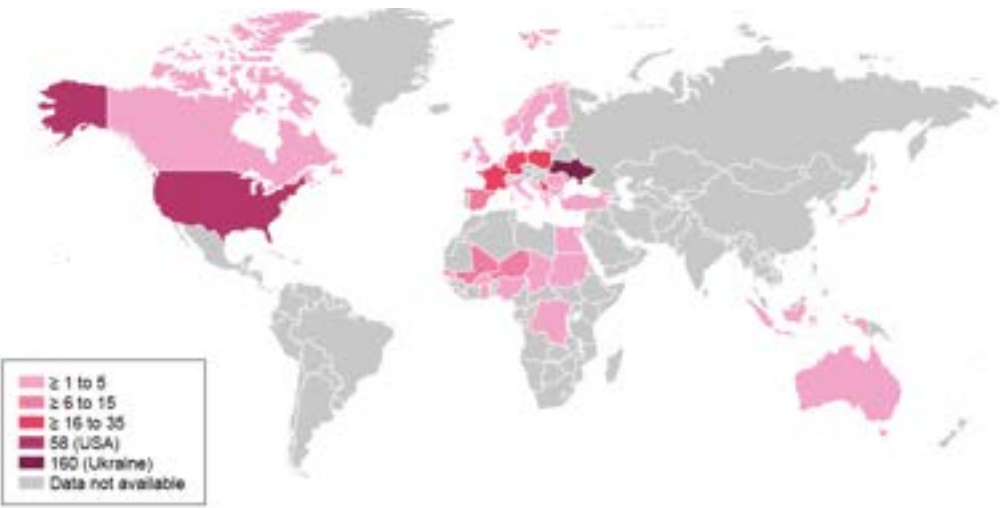 ≥ 1 to 5
≥ 6 to 15
≥ 16 to 35
58 (USA)
160 (Ukraine)
Data not available